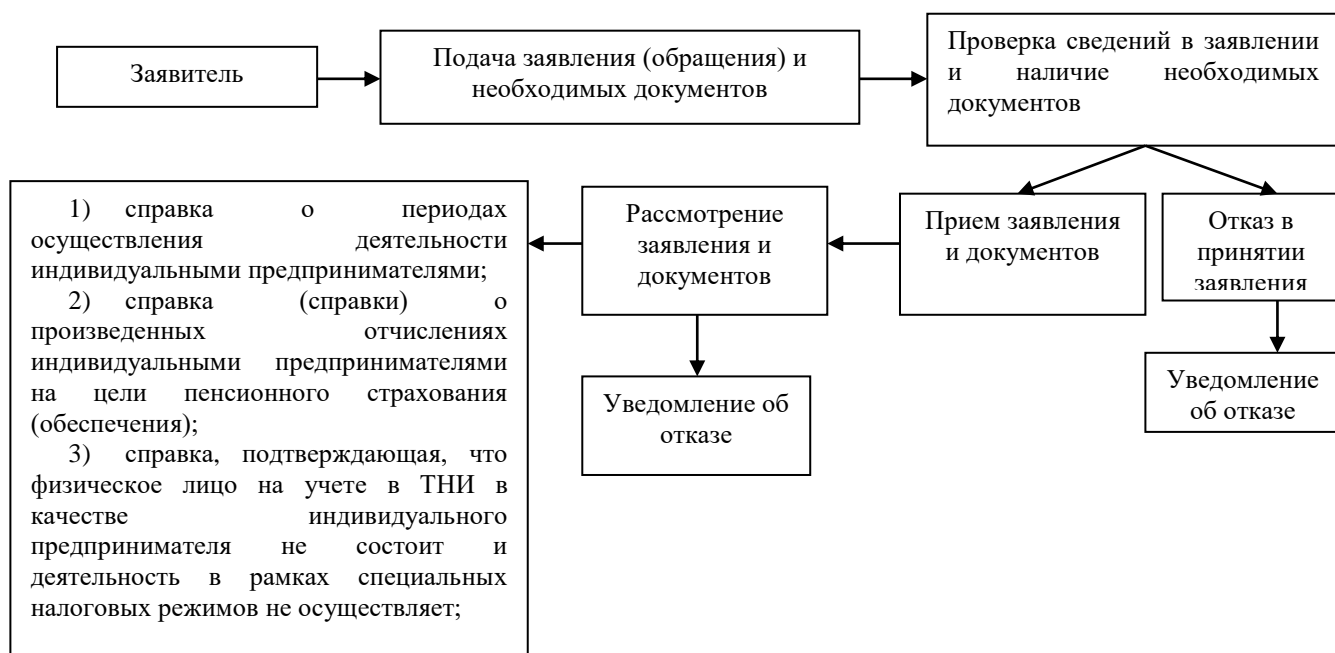 Заявитель
Подача заявления (обращения) и
необходимых документов
Проверка сведений в заявлении
и наличие необходимых
документов
Прием заявления
и документов
Отказ в
принятии
заявления
Уведомление
об отказе
Рассмотрение
заявления и
документов
Уведомление об
отказе
1) справка о периодах
осуществления деятельности
индивидуальными предпринимателями;
2) справка (справки) о
произведенных отчислениях
индивидуальными предпринимателями
на цели пенсионного страхования
(обеспечения);
3) справка, подтверждающая, что
физическое лицо на учете в ТНИ в
качестве индивидуального
предпринимателя не состоит и
деятельность в рамках специальных
налоговых режимов не осуществляет;